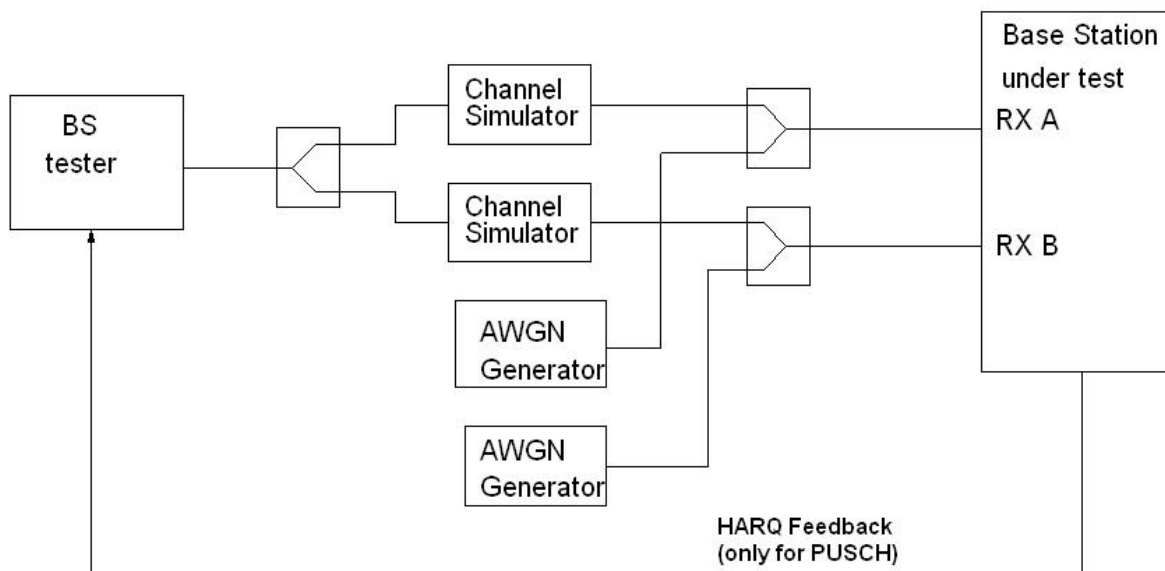 BS
tester
Channel
Simulator
Channel
Simulator
AWGN
Generator
AWGN
Generator
Base Station
under test
RX A
RX B
HARQ Feedback
(only for PUSCH)